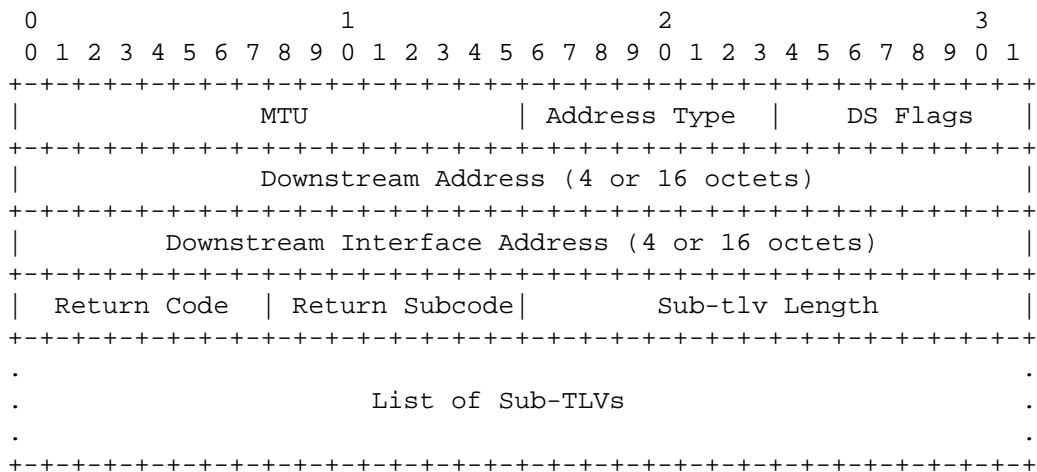 0                   1                   2                   3
 0 1 2 3 4 5 6 7 8 9 0 1 2 3 4 5 6 7 8 9 0 1 2 3 4 5 6 7 8 9 0 1
+-+-+-+-+-+-+-+-+-+-+-+-+-+-+-+-+-+-+-+-+-+-+-+-+-+-+-+-+-+-+-+-+
|               MTU             | Address Type  |    DS Flags   |
+-+-+-+-+-+-+-+-+-+-+-+-+-+-+-+-+-+-+-+-+-+-+-+-+-+-+-+-+-+-+-+-+
|               Downstream Address (4 or 16 octets)             |
+-+-+-+-+-+-+-+-+-+-+-+-+-+-+-+-+-+-+-+-+-+-+-+-+-+-+-+-+-+-+-+-+
|         Downstream Interface Address (4 or 16 octets)         |
+-+-+-+-+-+-+-+-+-+-+-+-+-+-+-+-+-+-+-+-+-+-+-+-+-+-+-+-+-+-+-+-+
|  Return Code  | Return Subcode|        Sub-tlv Length         |
+-+-+-+-+-+-+-+-+-+-+-+-+-+-+-+-+-+-+-+-+-+-+-+-+-+-+-+-+-+-+-+-+
.                                                               .
.                      List of Sub-TLVs                         .
.                                                               .
+-+-+-+-+-+-+-+-+-+-+-+-+-+-+-+-+-+-+-+-+-+-+-+-+-+-+-+-+-+-+-+-+